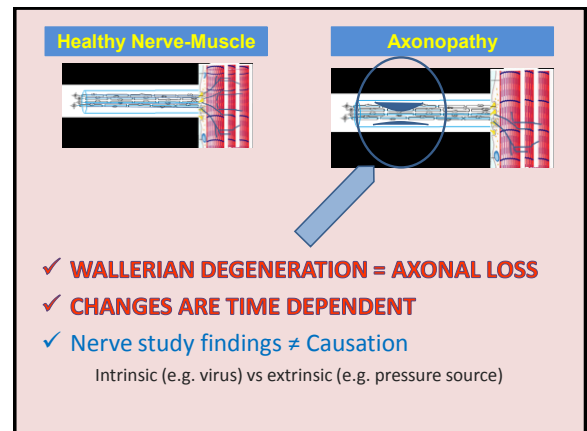 Healthy Nerve-Muscle
Axonopathy
✓ WALLERIAN DEGENERATION = AXONAL LOSS
✓ CHANGES ARE TIME DEPENDENT
✓ Nerve study findings ≠ Causation
Intrinsic (e.g. virus) vs extrinsic (e.g. pressure source)